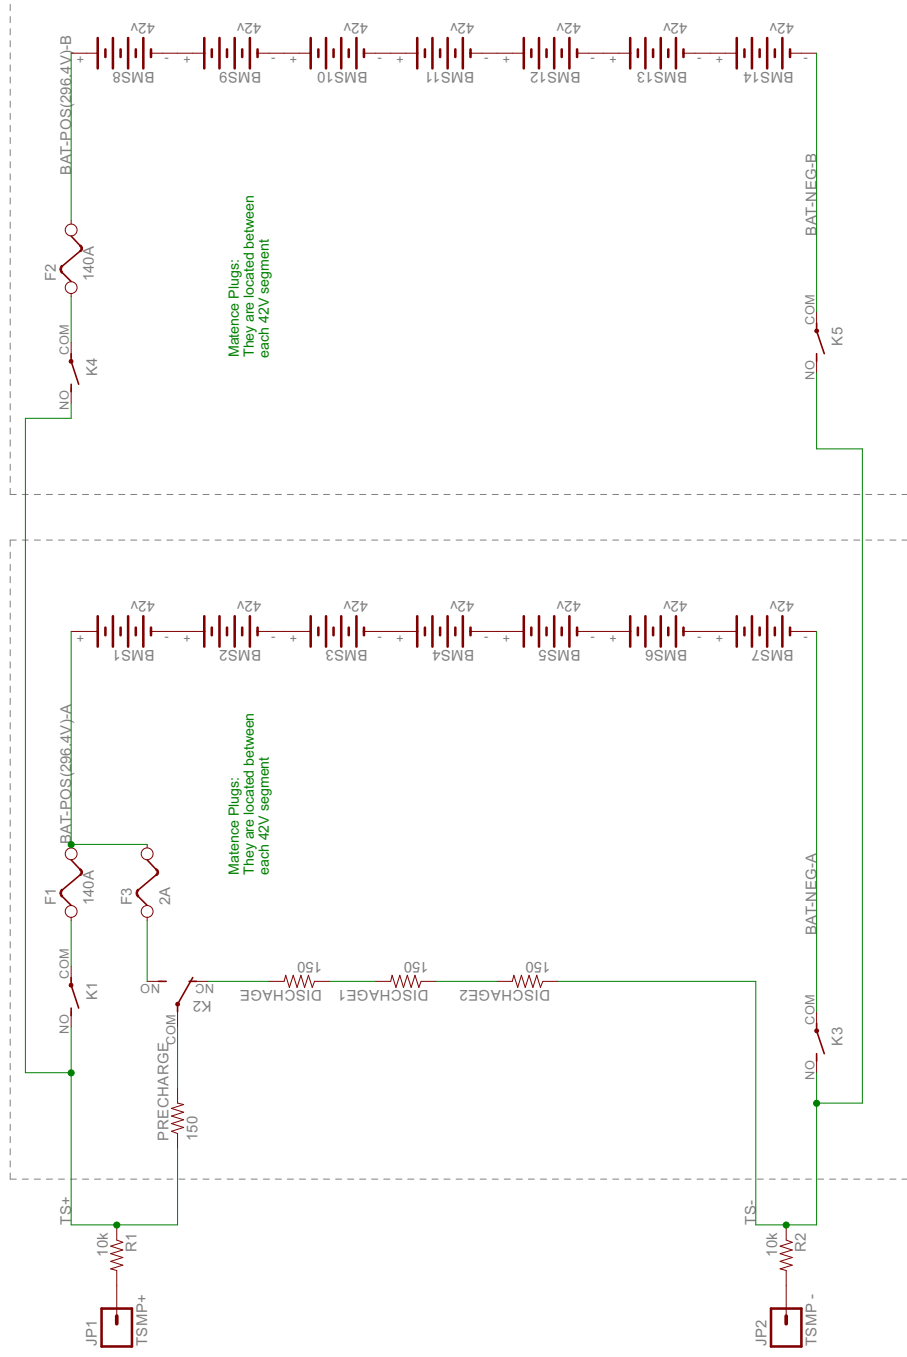 BAT-POS(296.4V)-B
+
BMS8
42v
-
+
BMS9
42v
-
+
BMS10
42v
-
+
BMS11
42v
-
+
BMS12
42v
-
+
BMS13
42v
-
+
BMS14
42v
-
F2
140A
COM
K4
NO
Matence Plugs:
They are located between
each 42V segment
BAT-NEG-B
COM
K5
NO
BAT-POS(296.4V)-A
+
BMS1
42v
-
+
BMS2
42v
-
+
BMS3
42v
-
+
BMS4
42v
-
+
BMS5
42v
-
+
BMS6
42v
-
+
BMS7
42v
-
F1
140A
F3
2A
COM
K1
NO
Matence Plugs:
They are located between
each 42V segment
NO
NC
K2
COM
DISCHAGE
150
DISCHAGE1
150
DISCHAGE2
150
PRECHARGE
150
BAT-NEG-A
COM
K3
NO
TS+
10k
R1
JP1
TSMP+
TS-
10k
R2
JP2
TSMP -